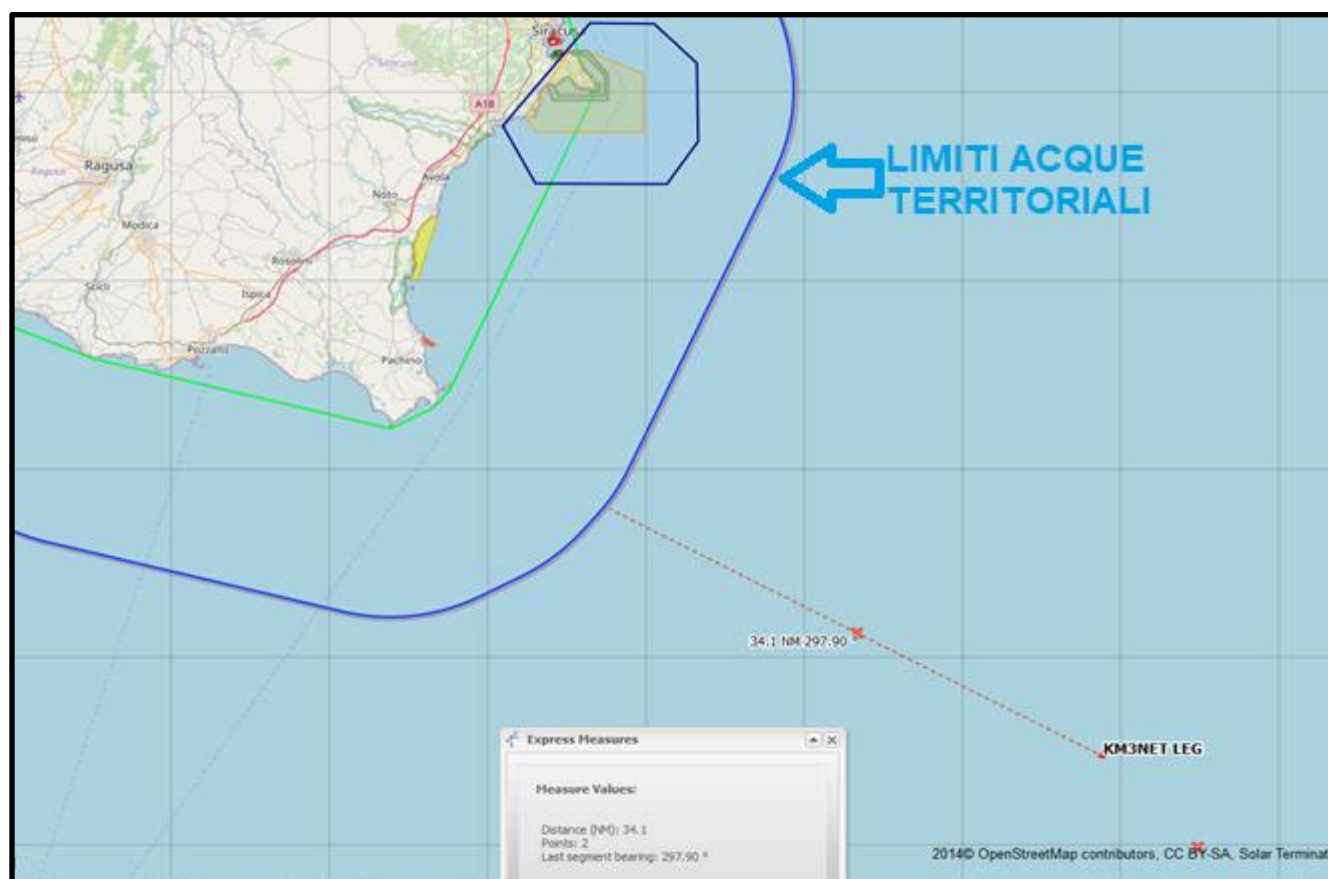 Siracusa
A18
Ragusa
Ragusa
Avola
Noto
Modica
Rosolini
Scicli
Ispica
Pozzallo
Pachino
LIMITI ACQUE
TERRITORIALI
34.1 NM 297.90 °
KM3NET LEG
Express Measures
Measure Values:
Distance (NM): 34.1
Points: 2
Last segment bearing: 297.90 °
2014© OpenStreetMap contributors, CC BY-SA, Solar Terminat